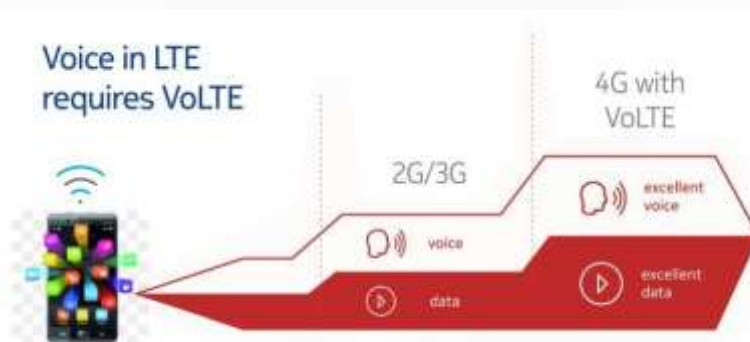 Voice in LTE
requires VoLTE
2G/3G
4G with
VoLTE
voice
data
excellent
voice
excellent
data